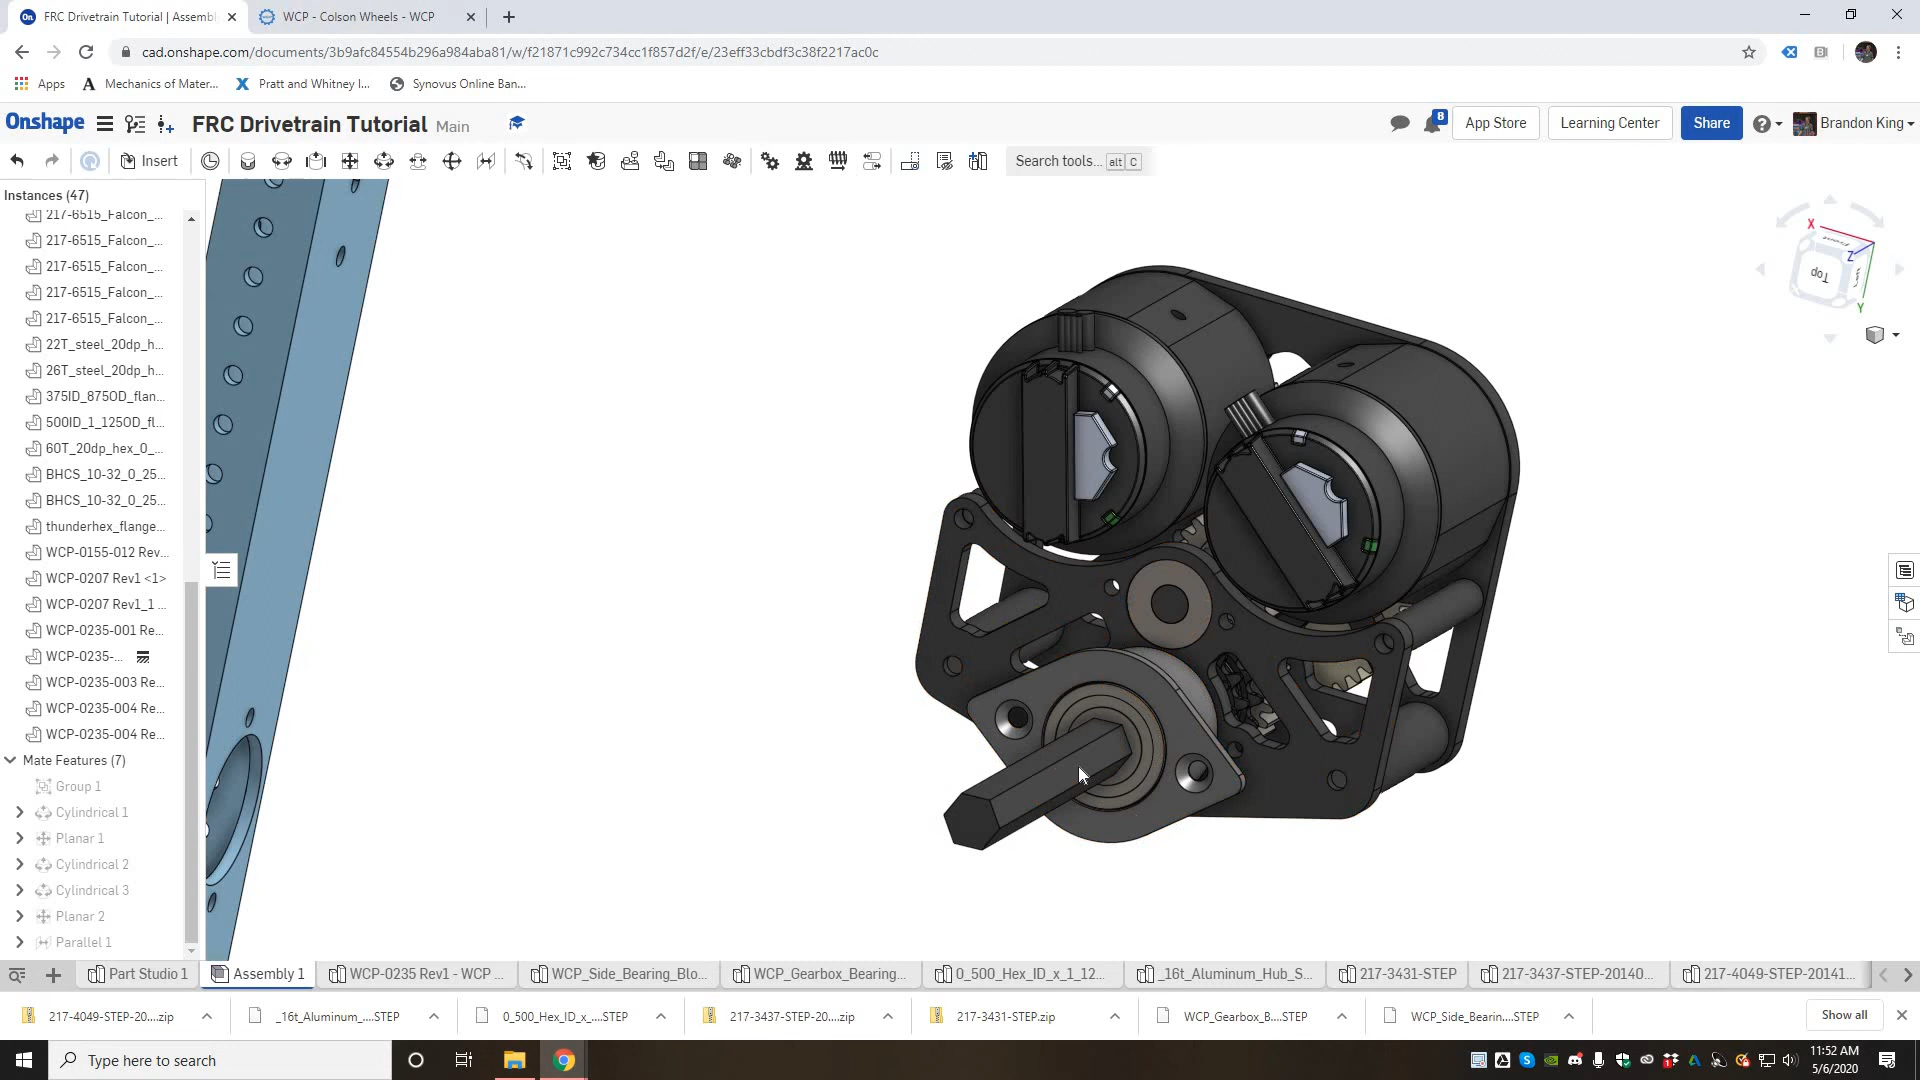 FRC Drivetrain Tutorial | Assembl
WCP - Colson Wheels - WCP
cad.onshape.com/documents/3b9afc84554b296a984aba81/w/f21871c992c734cc1f857d2f/e/23eff33cbdf3c38f2217ac0c
Apps
Mechanics of Mater...
Pratt and Whitney I...
Synovus Online Ban...
Onshape
FRC Drivetrain Tutorial Main
8
App Store
Learning Center
Share
Brandon King
Insert
Search tools... alt C
Instances (47)
217-6515_Falcon_...
217-6515_Falcon_...
217-6515_Falcon_...
217-6515_Falcon_...
217-6515_Falcon_...
22T_steel_20dp_h...
26T_steel_20dp_h...
375ID_875OD_flan...
500ID_1_125OD_fl...
60T_20dp_hex_0_...
BHCS_10-32_0_25...
BHCS_10-32_0_25...
thunderhex_flange...
WCP-0155-012 Rev...
WCP-0207 Rev1 <1>
WCP-0207 Rev1_1 ...
WCP-0235-001 Re...
WCP-0235-...
WCP-0235-003 Re...
WCP-0235-004 Re...
WCP-0235-004 Re...
Mate Features (7)
Group 1
Cylindrical 1
Planar 1
Cylindrical 2
Cylindrical 3
Planar 2
Parallel 1
X
Z
Y
Front
Top
Part Studio 1
Assembly 1
WCP-0235 Rev1 - WCP ...
WCP_Side_Bearing_Blo...
WCP_Gearbox_Bearing...
0_500_Hex_ID_x_1_12...
_16t_Aluminum_Hub_S...
217-3431-STEP
217-3437-STEP-20140...
217-4049-STEP-20141...
217-4049-STEP-20....zip
_16t_Aluminum_....STEP
0_500_Hex_ID_x_....STEP
217-3437-STEP-20....zip
217-3431-STEP.zip
WCP_Gearbox_B....STEP
WCP_Side_Bearin....STEP
Show all
Type here to search
11:52 AM
5/6/2020